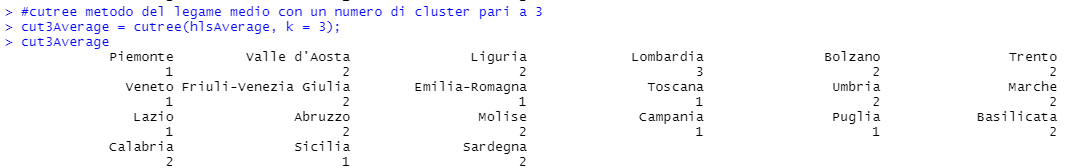 > #cutree metodo del legame medio con un numero di cluster pari a 3
> cut3Average = cutree(hlsAverage, k = 3);
> cut3Average
Piemonte Valle d'Aosta Liguria Lombardia Bolzano Trento
1 2 2 3 2 2
Veneto Friuli-Venezia Giulia Emilia-Romagna Toscana Umbria Marche
1 2 1 1 2 2
Lazio Abruzzo Molise Campania Puglia Basilicata
1 2 2 1 1 2
Calabria Sicilia Sardegna
2 1 2